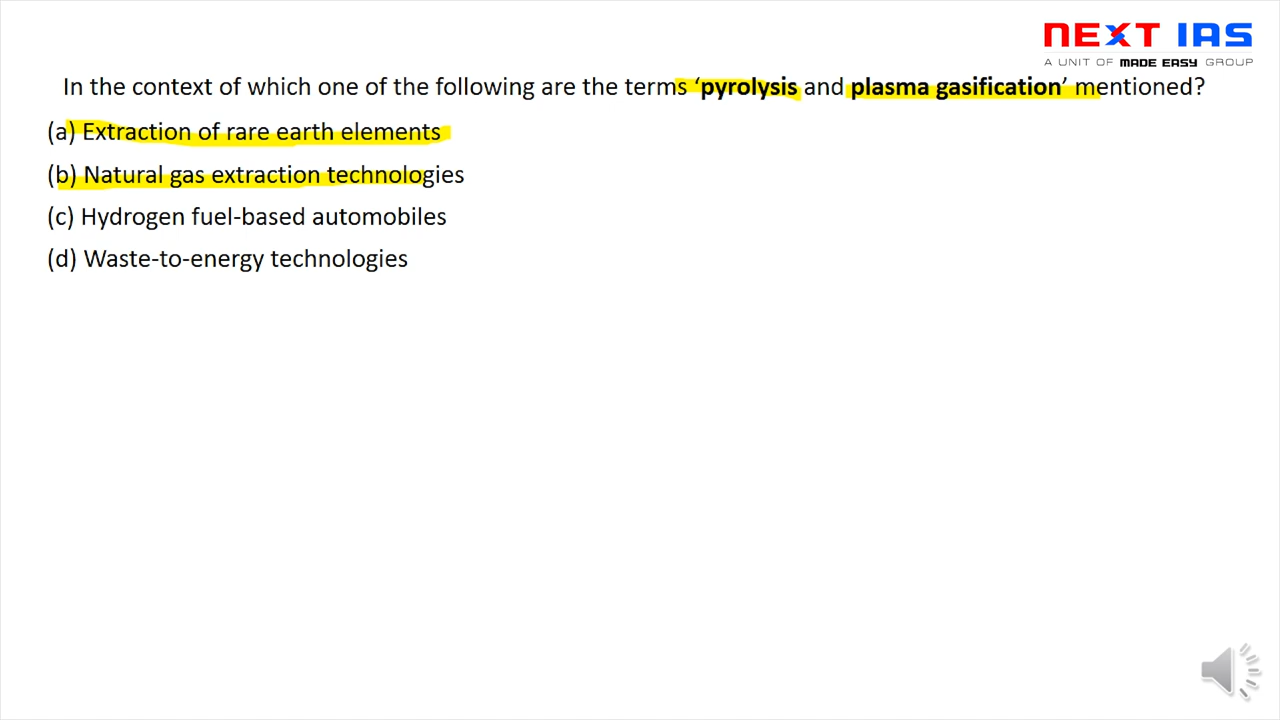 NEXT IAS
A UNIT OF MADE EASY GROUP
In the context of which one of the following are the terms ‘pyrolysis and plasma gasification’ mentioned?
(a) Extraction of rare earth elements
(b) Natural gas extraction technologies
(c) Hydrogen fuel-based automobiles
(d) Waste-to-energy technologies